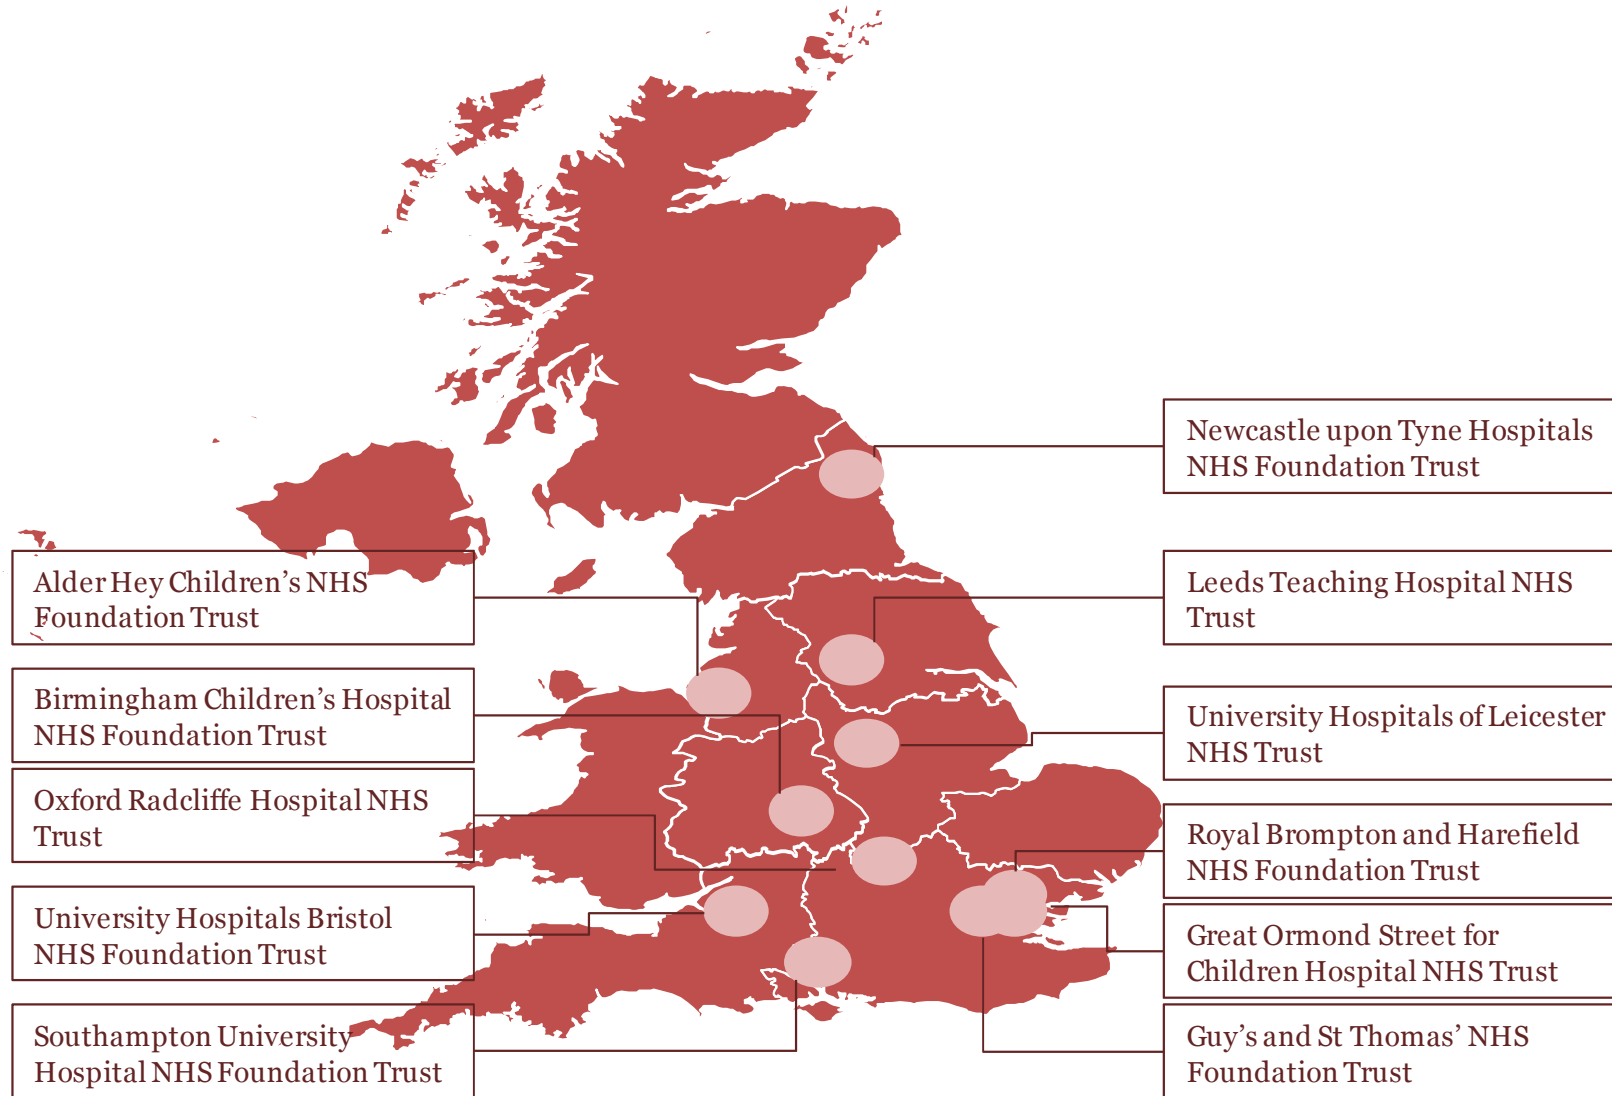 Newcastle upon Tyne Hospitals
NHS Foundation Trust
Alder Hey Children’s NHS
Foundation Trust
Leeds Teaching Hospital NHS
Trust
Birmingham Children’s Hospital
NHS Foundation Trust
University Hospitals of Leicester
NHS Trust
Oxford Radcliffe Hospital NHS
Trust
Royal Brompton and Harefield
NHS Foundation Trust
University Hospitals Bristol
NHS Foundation Trust
Great Ormond Street for
Children Hospital NHS Trust
Southampton University
Hospital NHS Foundation Trust
Guy’s and St Thomas’ NHS
Foundation Trust